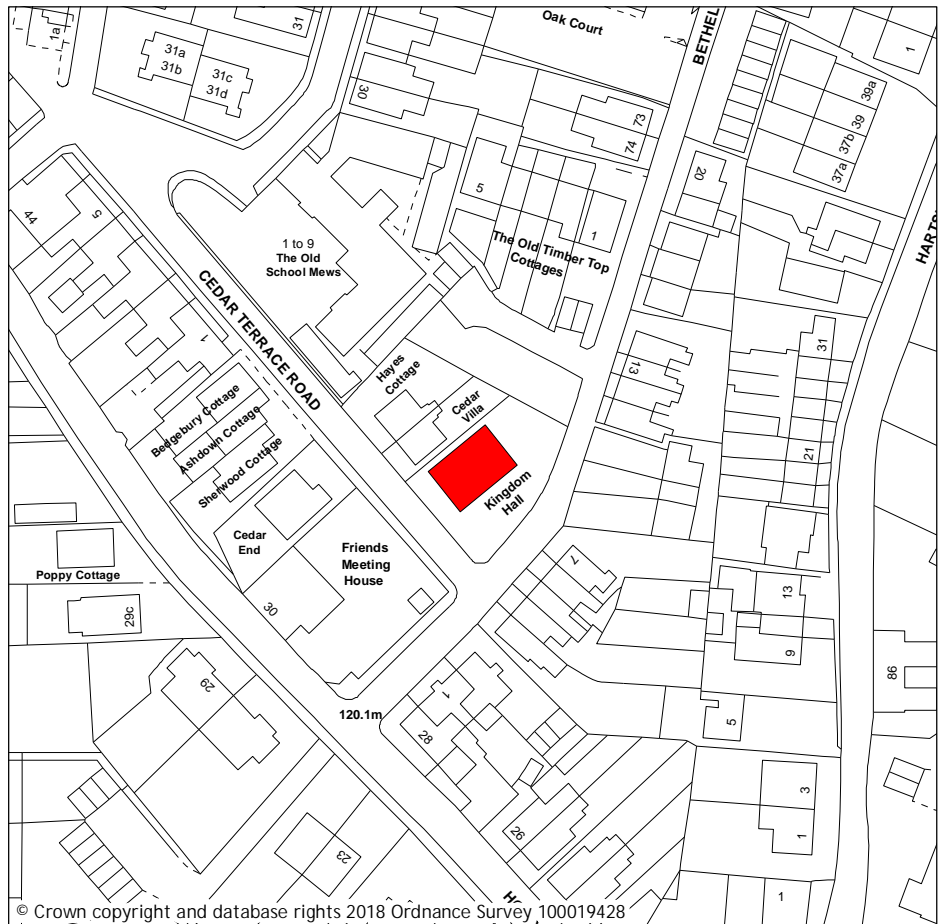 1a
31a
31b
31c
31d
31
Oak Court
BETHEL
30
73
74
39a
39
37b
37a
1
20
5
1
The Old Timber Top
Cottages
44
5
1 to 9
The Old
School Mews
CEDAR TERRACE ROAD
1
Hayes
Cottage
Cedar
Villa
Kingdom
Hall
13
31
21
HARTS
Bedgebury Cottage
Ashdown Cottage
Sherwood Cottage
Cedar
End
Friends
Meeting
House
Poppy Cottage
29c
30
7
13
9
86
29
120.1m
1
28
5
3
1
26
23
1
HO
© Crown copyright and database rights 2018 Ordnance Survey 100019428